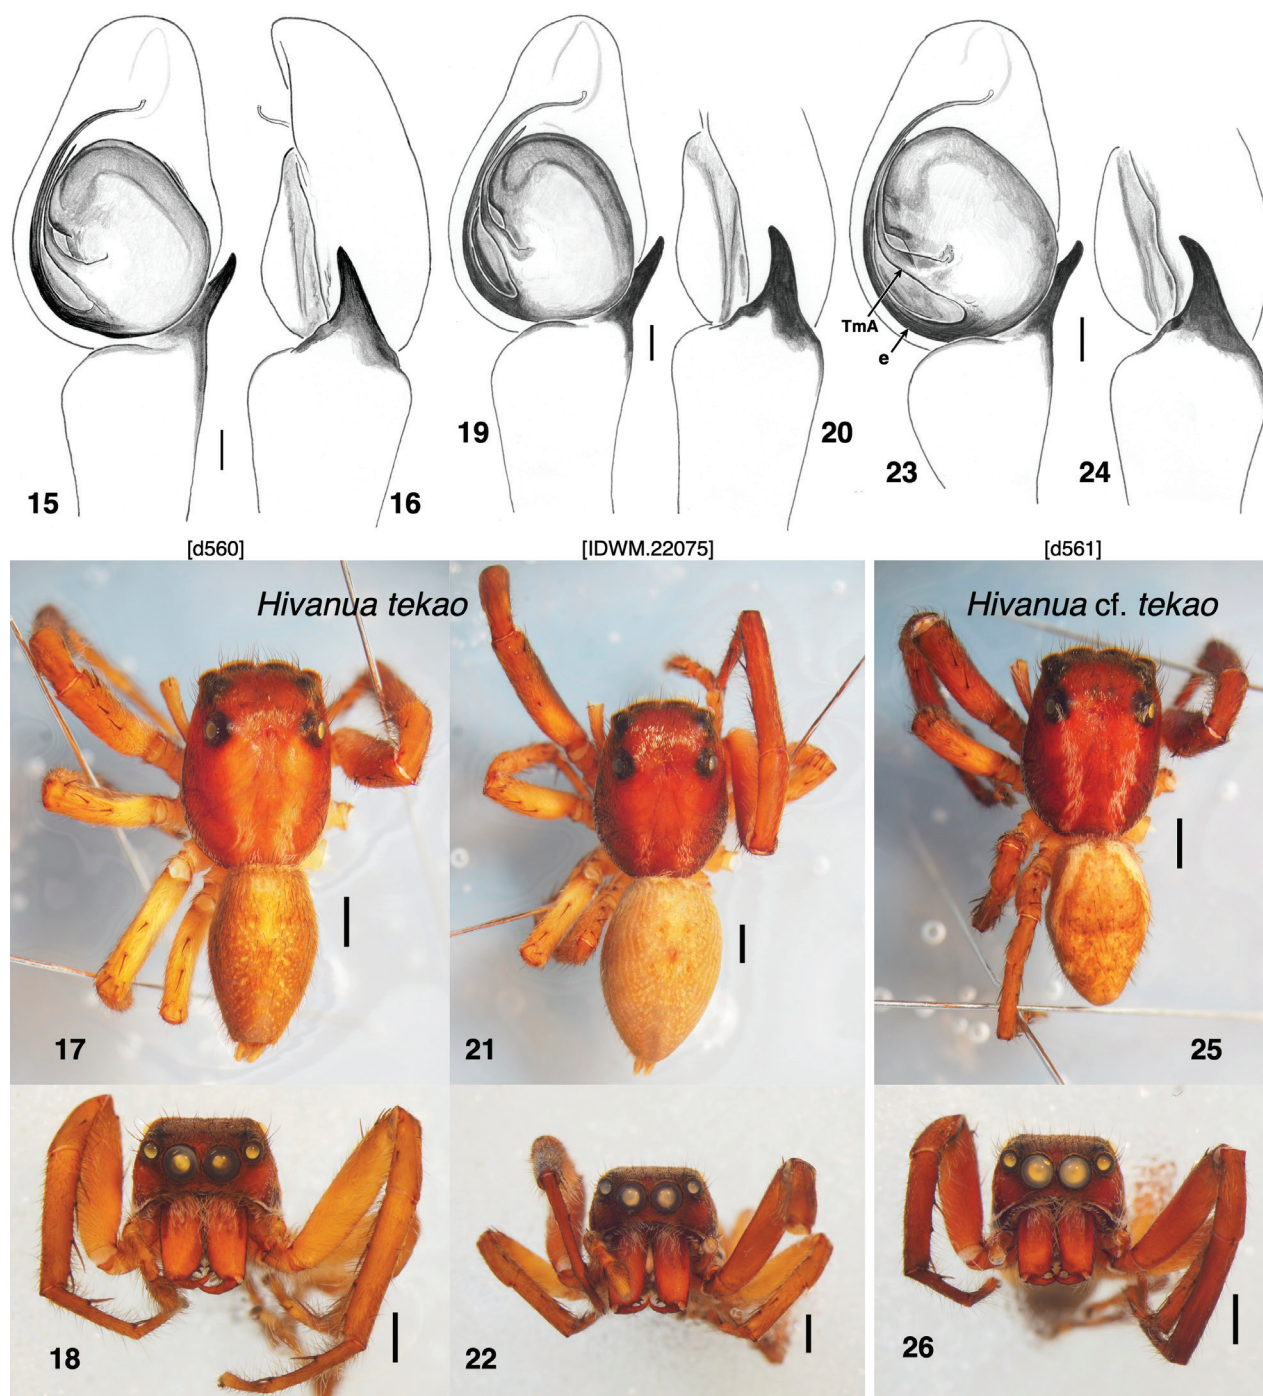 TmA
e
15
16
19
20
23
24
[d560]
[IDWM.22075]
[d561]
Hivanua tekao
Hivanua cf. tekao
17
21
25
18
22
26